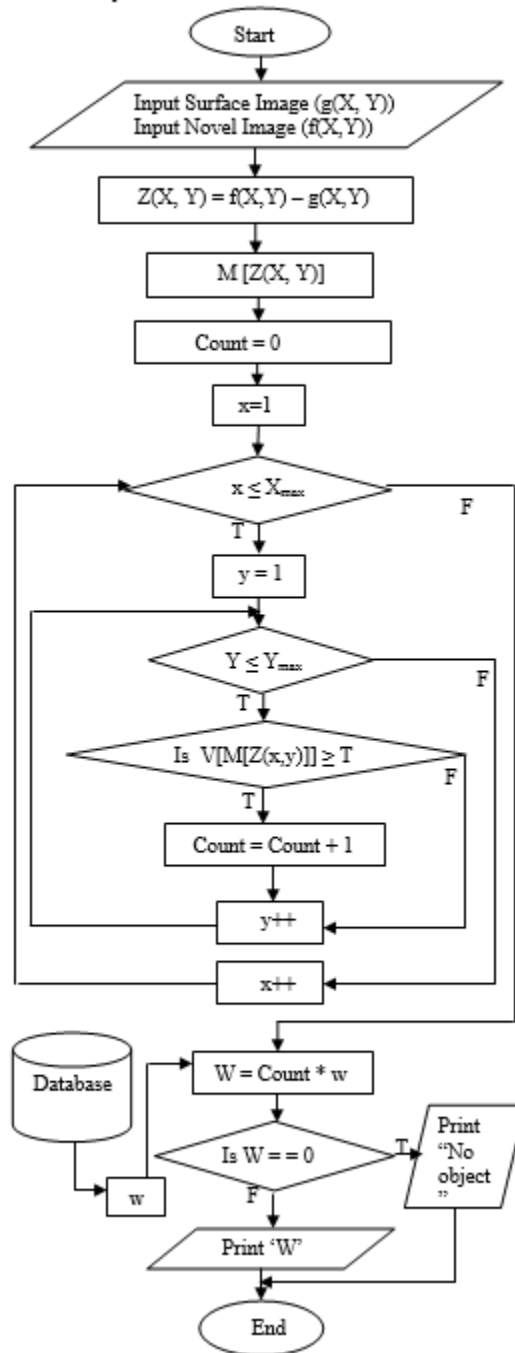 Start
Input Surface Image (g(X, Y))
Input Novel Image (f(X,Y))
Z(X, Y) = f(X,Y) – g(X,Y)
M [Z(X, Y)]
Count = 0
x=1
x ≤ Xmax
F
T
y = 1
Y ≤ Ymax
F
T
Is V[M[Z(x,y)]] ≥ T
F
T
Count = Count + 1
y++
x++
Database
w
W = Count * w
Is W = = 0
T
F
Print
“No
object
”
Print ‘W’
End